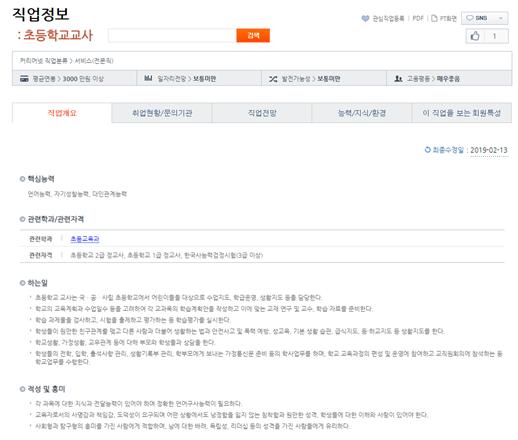 직업정보
: 초등학교교사
검색
관심직업등록 | PDF | PT화면
SNS
1
커리어넷 직업분류 > 서비스(전문직)
평균연봉 > 3000 만원 이상
일자리전망 > 보통미만
발전가능성 > 보통미만
고용평등 > 매우좋음
직업개요
취업현황/문의기관
직업전망
능력/지식/환경
이 직업을 보는 회원특성
최종수정일 : 2019-02-13
핵심능력
언어능력, 자기성찰능력, 대인관계능력
관련학과/관련자격
관련학과 | 초등교육과
관련자격 | 초등학교 2급 정교사, 초등학교 1급 정교사, 한국사능력검정시험(3급 이상)
하는일
초등학교 교사는 국ㆍ공ㆍ사립 초등학교에서 어린이들을 대상으로 수업지도, 학급운영, 생활지도 등을 담당한다.
학교의 교육계획과 수업일수 등을 고려하여 각 교과목의 학습계획안을 작성하고 이에 맞는 교재 연구 및 교수, 학습 자료를 준비한다.
학습 과제물을 검사하고, 시험을 출제하고 평가하는 등 학습평가를 실시한다.
학생들이 원만한 친구관계를 맺고 다른 사람과 더불어 생활하는 법과 안전사고 및 폭력 예방, 성교육, 기본 생활 습관, 급식지도, 등·하교지도 등 생활지도를 한다.
학교생활, 가정생활, 교우관계 등에 대하 부모와 학생들과 상담을 한다.
학생들의 전학, 입학, 출석사항 관리, 생활기록부 관리, 학부모에게 보내는 가정통신문 준비 등의 학사업무를 하며, 학교 교육과정의 편성 및 운영에 참여하고 교직원회의에 참석하는 등
학교업무를 수행한다.
적성 및 흥미
각 과목에 대한 지식과 전달능력이 있어야 하며 정확한 언어구사능력이 필요하다.
교육자로서의 사명감과 책임감, 도덕성이 요구되며 어떤 상황에서도 냉정함을 잃지 않는 침착함과 원만한 성격, 학생들에 대한 이해와 사랑이 있어야 한다.
사회형과 탐구형의 흥미를 가진 사람에게 적합하며, 남에 대한 배려, 독립성, 리더십 등의 성격을 가진 사람들에게 유리하다.